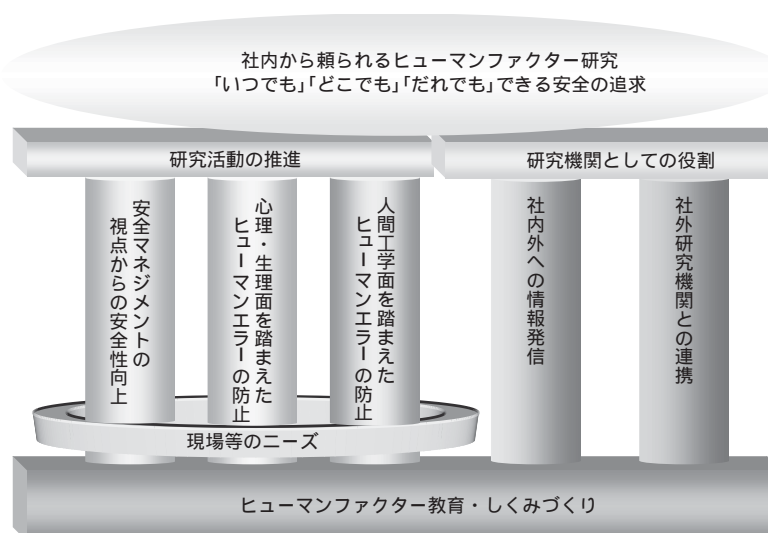 社内から頼られるヒューマンファクター研究
「いつでも」「どこでも」「だれでも」できる安全の追求
研究活動の推進
研究機関としての役割
安全マネジメントの
視点からの安全性向上
心理・生理面を踏まえた
ヒューマンエラーの防止
人間工学面を踏まえた
ヒューマンエラーの防止
社内外への情報発信
社外研究機関との連携
現場等のニーズ
ヒューマンファクター教育・しくみづくり